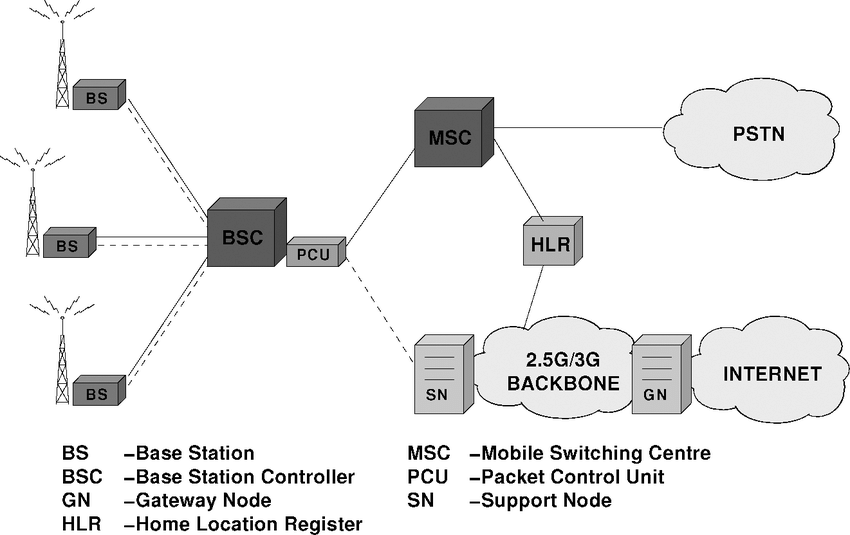 BS
MSC
PSTN
BS
BSC
PCU
HLR
BS
SN
2.5G/3G
BACKBONE
GN
INTERNET
BS –Base Station
BSC –Base Station Controller
GN –Gateway Node
HLR –Home Location Register
MSC –Mobile Switching Centre
PCU –Packet Control Unit
SN –Support Node